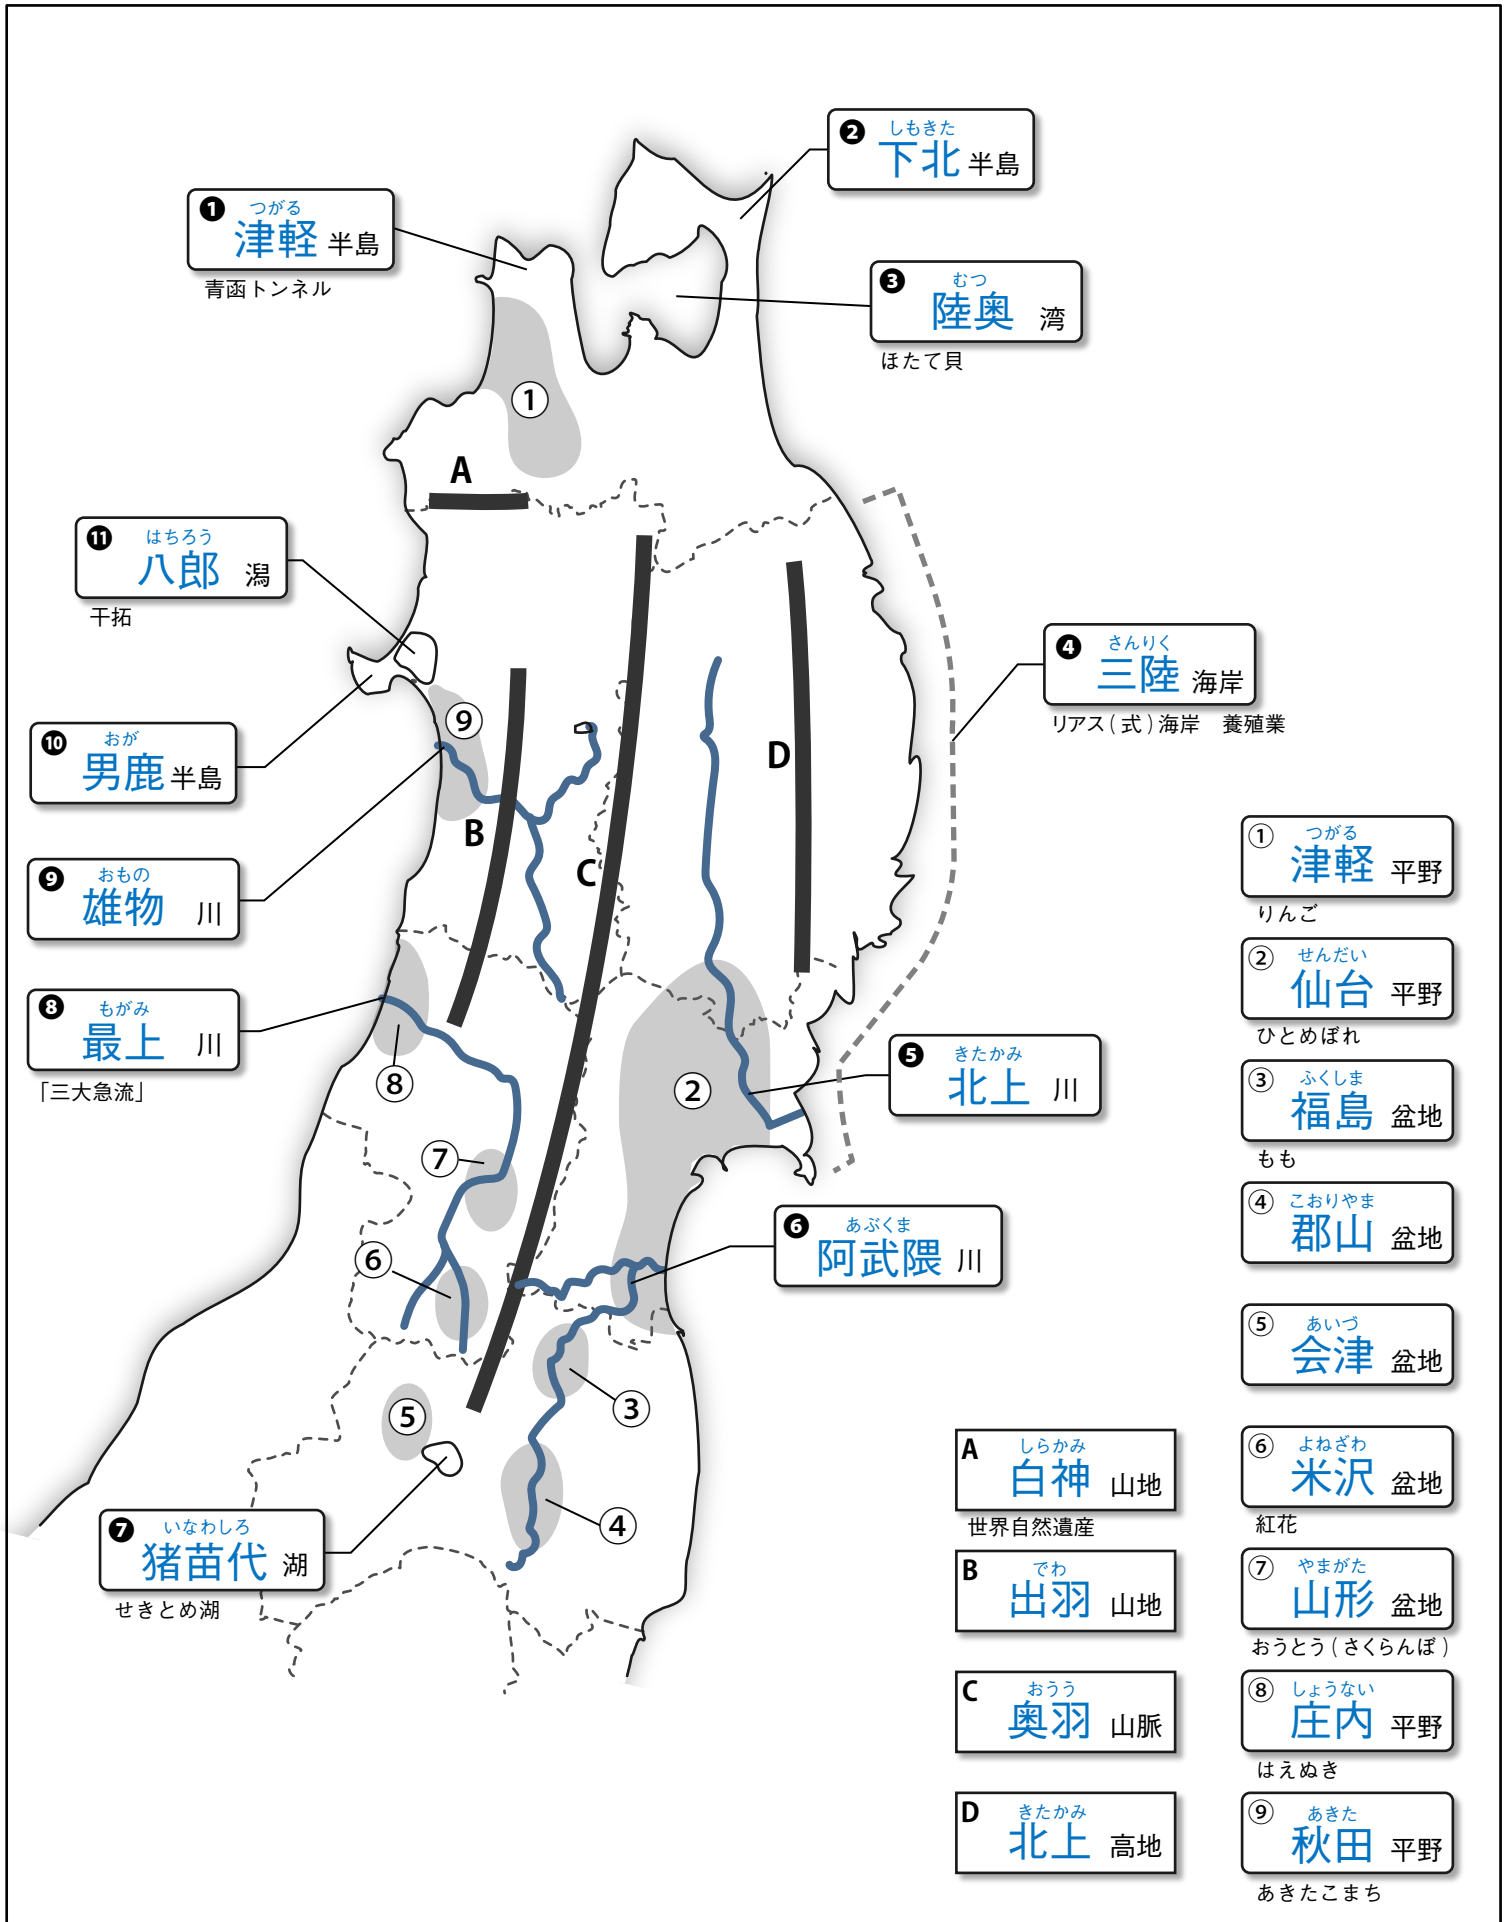 ❷ しもきた
下北 半島
❶ つがる
津軽 半島
青函トンネル
❸ むつ
陸奥 湾
ほたて貝
①
A
⓫ はちろう
八郎 潟
干拓
❹ さんりく
三陸 海岸
リアス(式)海岸 養殖業
⑨
❿ おが
男鹿 半島
D
B
C
❾ おもの
雄物 川
❽ もがみ
最上 川
「三大急流」
⑧
②
❺ きたかみ
北上 川
⑦
⑥
❻ あぶくま
阿武隈 川
③
⑤
④
❼ いなわしろ
猪苗代 湖
せきとめ湖
① つがる
津軽 平野
りんご
② せんだい
仙台 平野
ひとめぼれ
③ ふくしま
福島 盆地
もも
④ こおりやま
郡山 盆地
⑤ あいづ
会津 盆地
⑥ よねざわ
米沢 盆地
紅花
⑦ やまがた
山形 盆地
おうとう(さくらんぼ)
⑧ しょうない
庄内 平野
はえぬき
⑨ あきた
秋田 平野
あきたこまち
A しらかみ
白神 山地
世界自然遺産
B でわ
出羽 山地
C おうう
奥羽 山脈
D きたかみ
北上 高地